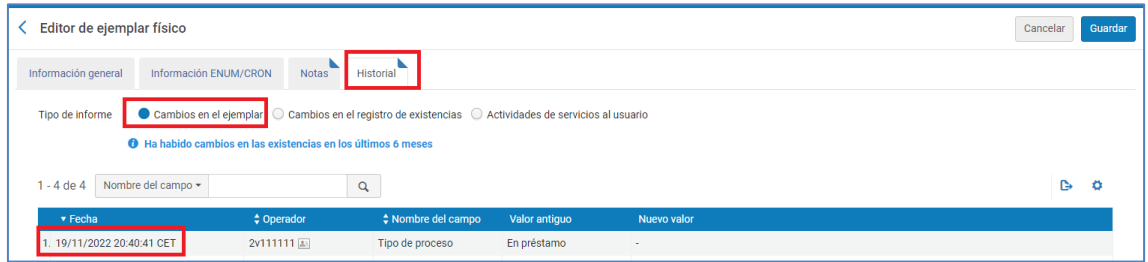 Editor de ejemplar físico
Cancelar Guardar
Información general Información ENUM/CRON Notas Historial
Tipo de informe Cambios en el ejemplar Cambios en el registro de existencias Actividades de servicios al usuario
Ha habido cambios en las existencias en los últimos 6 meses
1 - 4 de 4 Nombre del campo
Fecha Operador Nombre del campo Valor antiguo Nuevo valor
1. 19/11/2022 20:40:41 CET 2v111111 Tipo de proceso En préstamo -